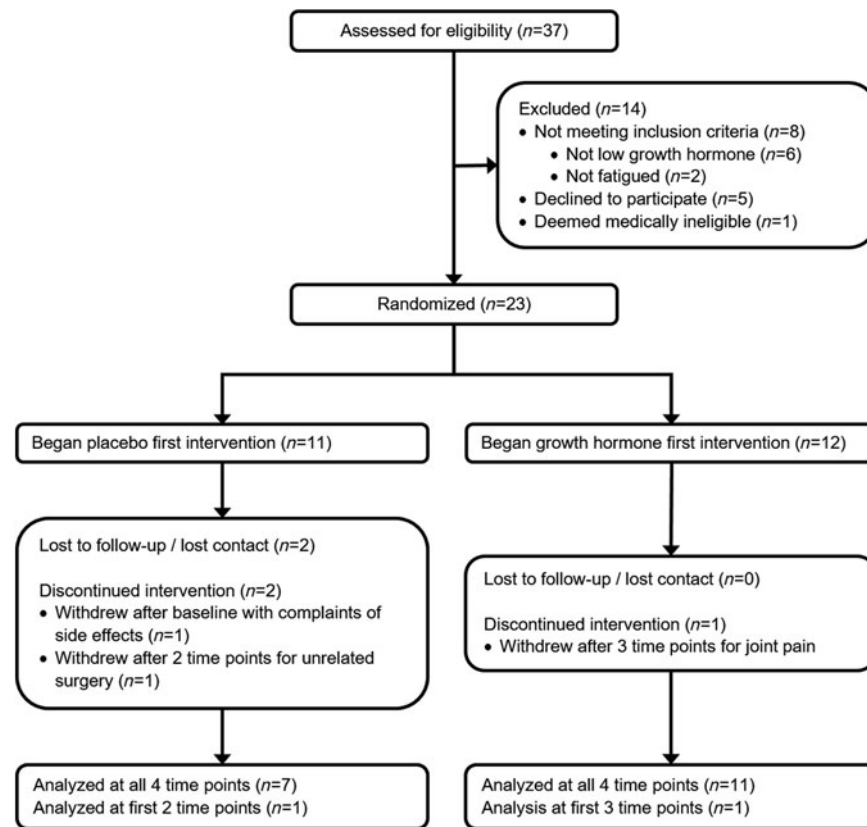 Assessed for eligibility (n=37)
Excluded (n=14)
• Not meeting inclusion criteria (n=8)
• Not low growth hormone (n=6)
• Not fatigued (n=2)
• Declined to participate (n=5)
• Deemed medically ineligible (n=1)
Randomized (n=23)
Began placebo first intervention (n=11)
Began growth hormone first intervention (n=12)
Lost to follow-up / lost contact (n=2)
Discontinued intervention (n=2)
• Withdrew after baseline with complaints of
side effects (n=1)
• Withdrew after 2 time points for unrelated
surgery (n=1)
Lost to follow-up / lost contact (n=0)
Discontinued intervention (n=1)
• Withdrew after 3 time points for joint pain
Analyzed at all 4 time points (n=7)
Analyzed at first 2 time points (n=1)
Analyzed at all 4 time points (n=11)
Analysis at first 3 time points (n=1)